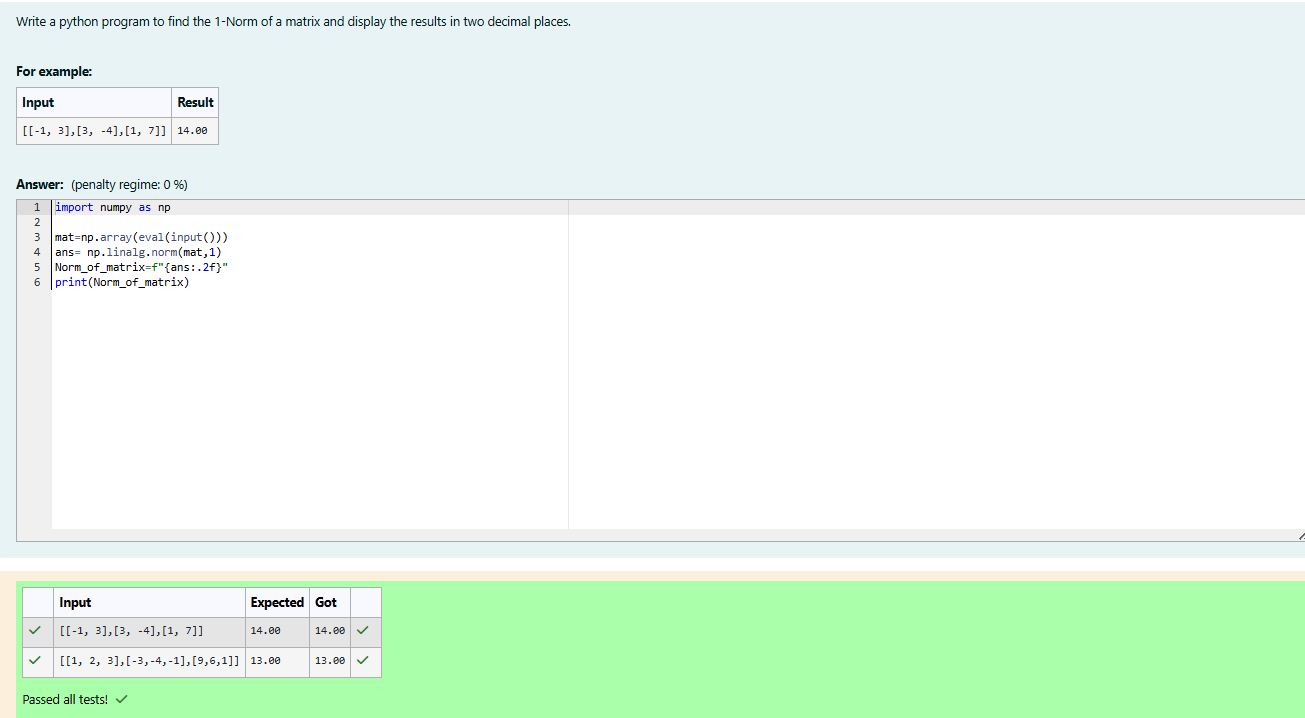 Write a python program to find the 1-Norm of a matrix and display the results in two decimal places.
For example:
Input Result
[[-1, 3],[3, -4],[1, 7]] 14.00
Answer: (penalty regime: 0 %)
1 import numpy as np
2
3 mat=np.array(eval(input()))
4 ans= np.linalg.norm(mat,1)
5 Norm_of_matrix=f"{ans:.2f}"
6 print(Norm_of_matrix)
Input Expected Got
✓ [[-1, 3],[3, -4],[1, 7]] 14.00 14.00 ✓
✓ [[1, 2, 3],[-3,-4,-1],[9,6,1]] 13.00 13.00 ✓
Passed all tests! ✓